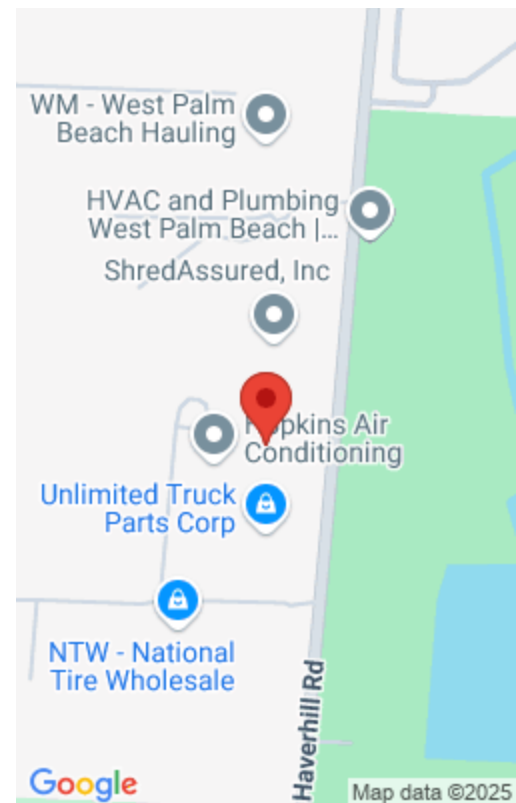 WM - West Palm
Beach Hauling
HVAC and Plumbing
West Palm Beach |...
ShredAssured, Inc
Hopkins Air
Conditioning
Unlimited Truck
Parts Corp
NTW - National
Tire Wholesale
Haverhill Rd
Google
Map data ©2025